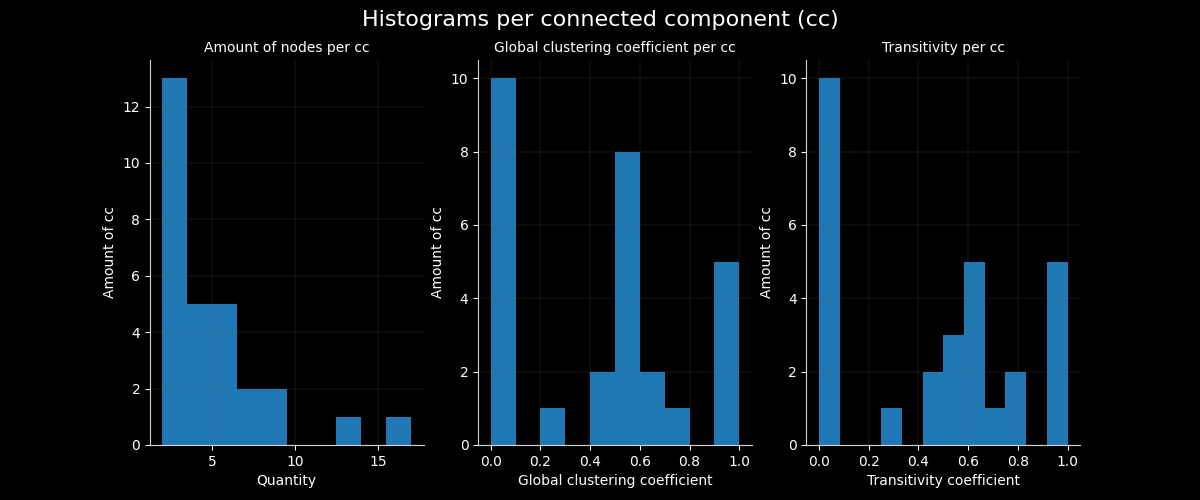 Histograms per connected component (cc)
Amount of nodes per cc
Amount of cc
12
10
8
6
4
2
0
5 10 15
Quantity
Global clustering coefficient per cc
Amount of cc
10
8
6
4
2
0
0.0 0.2 0.4 0.6 0.8 1.0
Global clustering coefficient
Transitivity per cc
Amount of cc
10
8
6
4
2
0
0.0 0.2 0.4 0.6 0.8 1.0
Transitivity coefficient